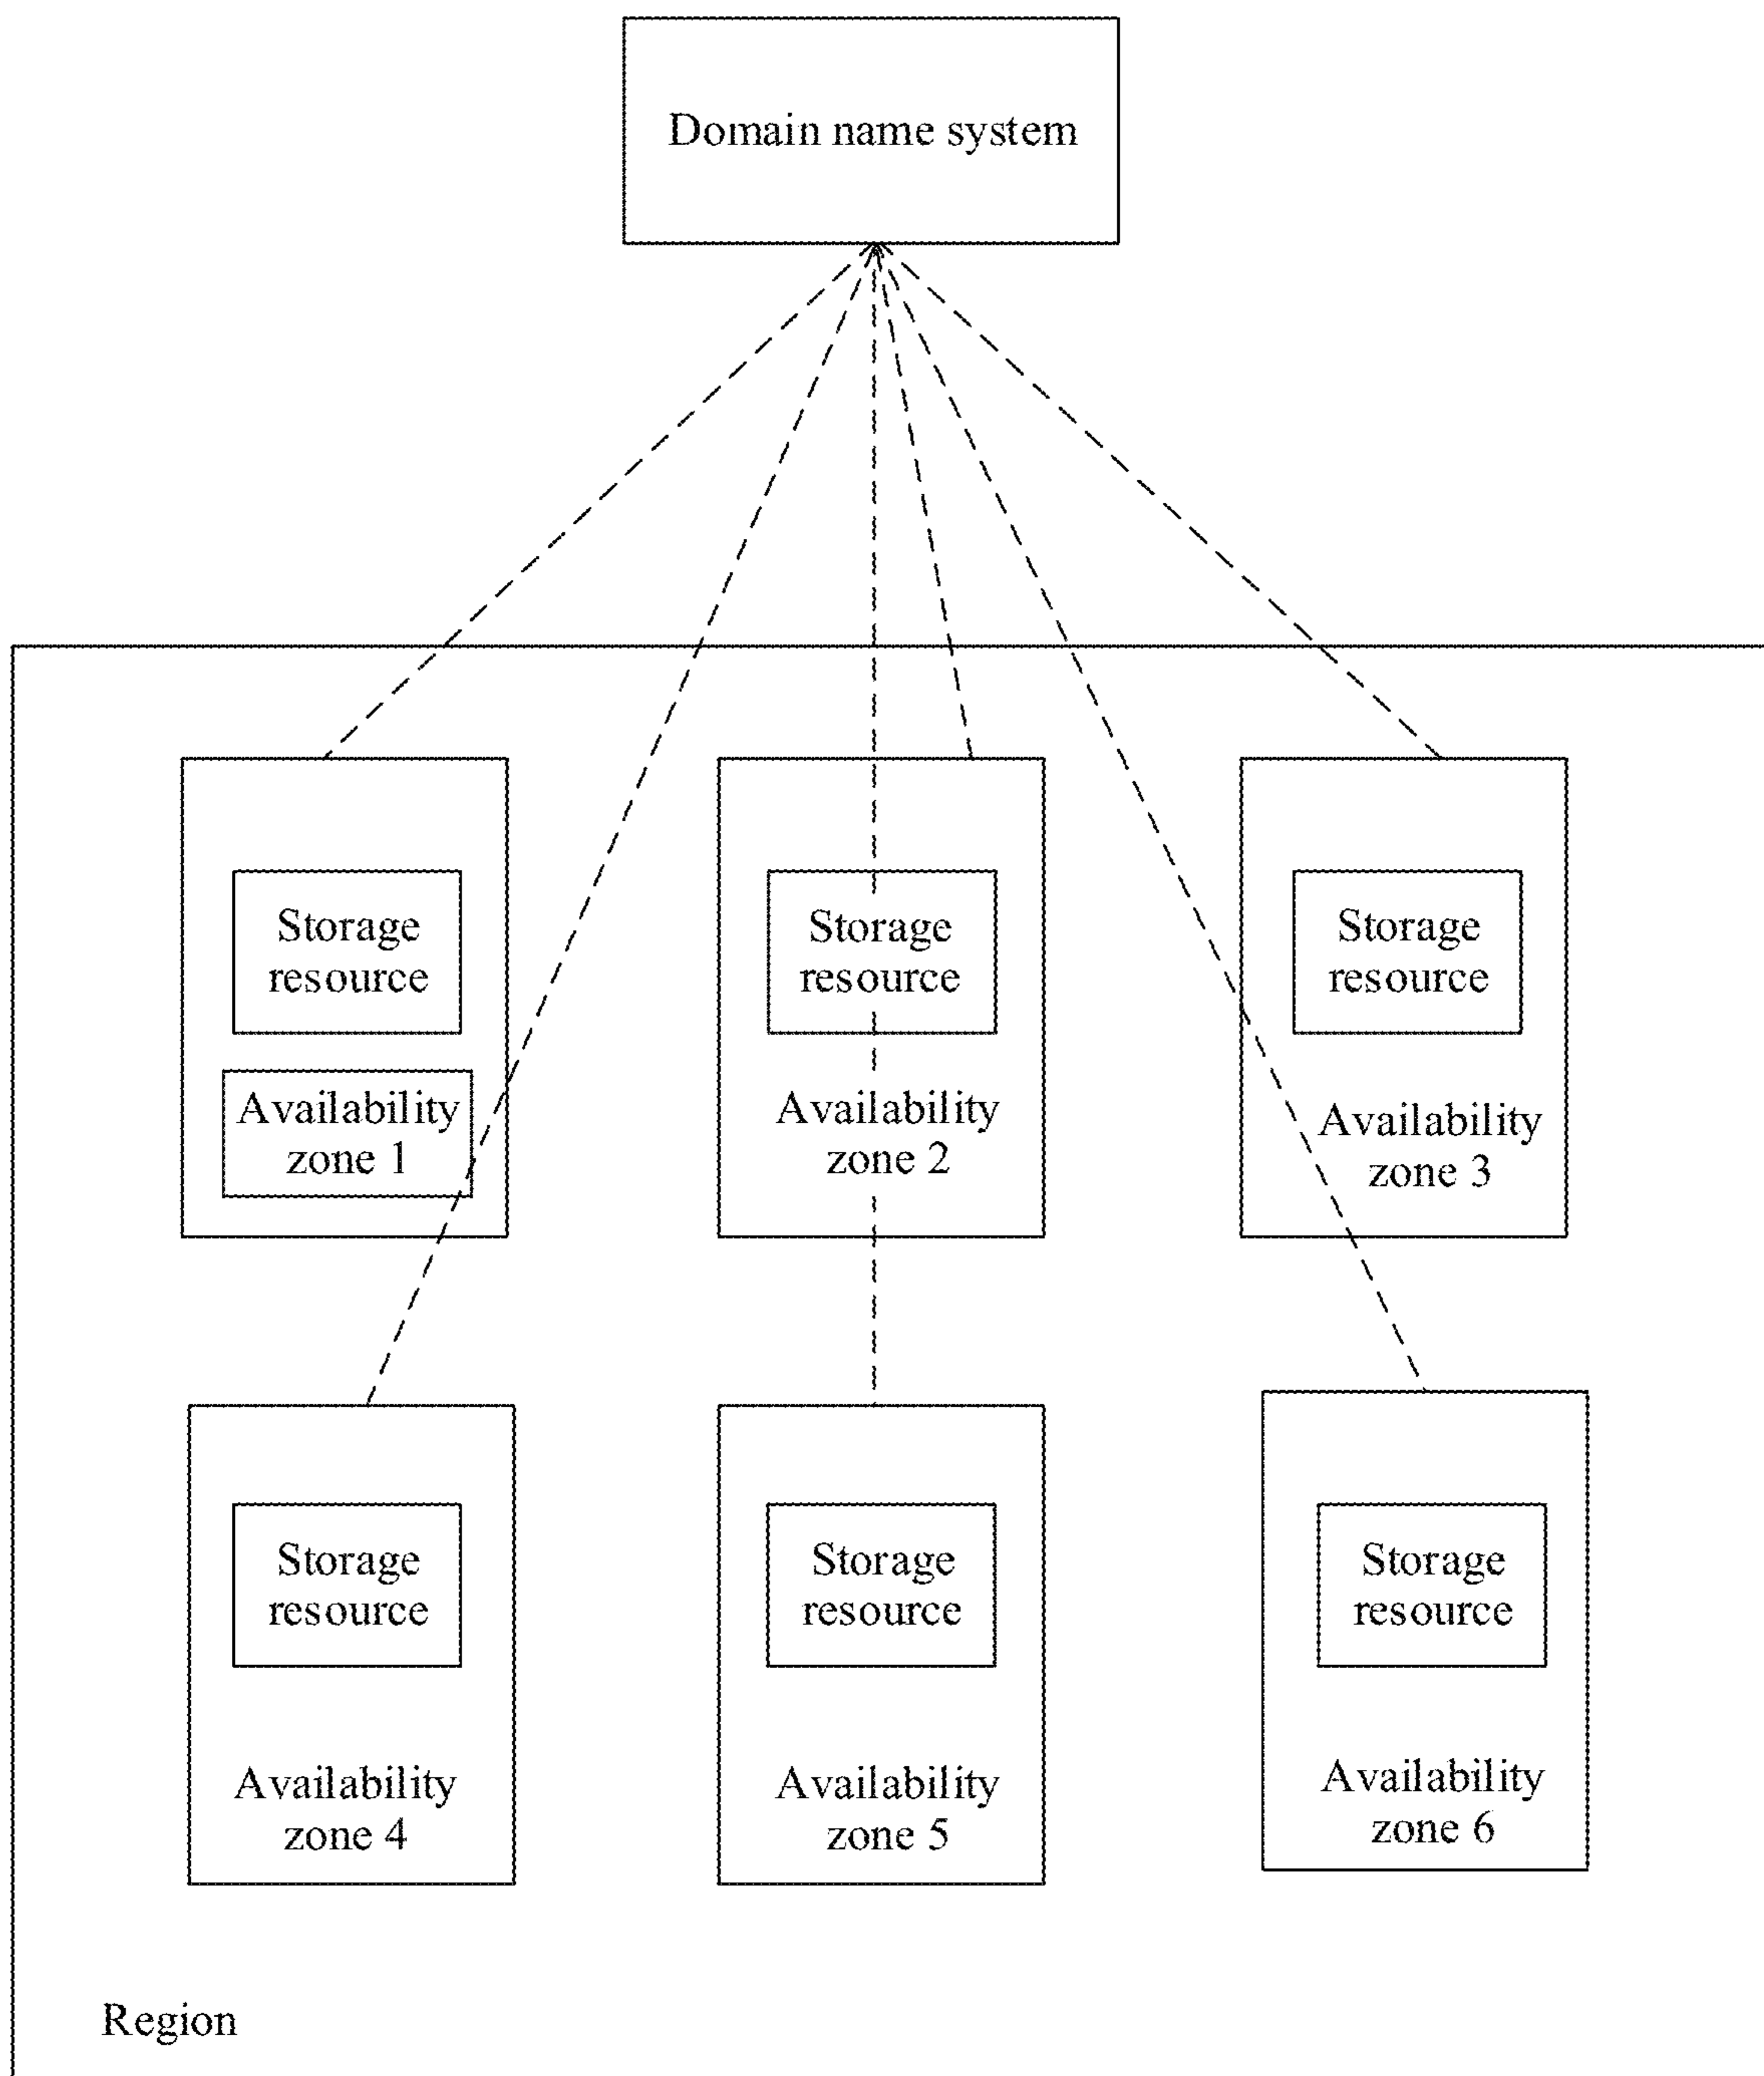 Domain name system
Storage
resource
Availability
zone 1
Storage
resource
Availability
zone 2
Storage
resource
Availability
zone 3
Storage
resource
Availability
zone 4
Storage
resource
Availability
zone 5
Storage
resource
Availability
zone 6
Region